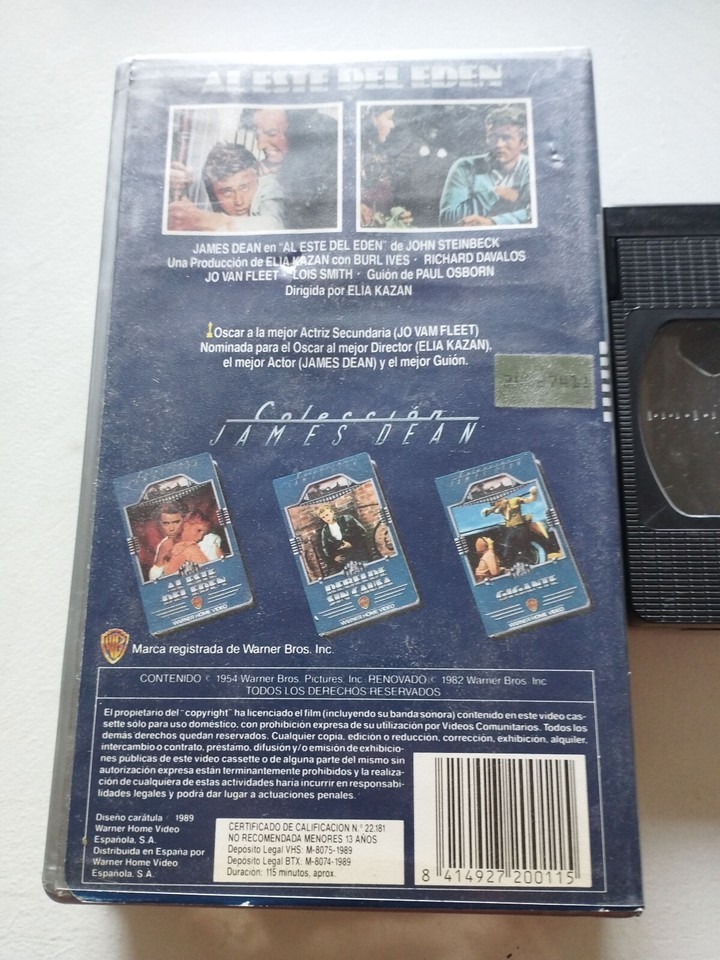 AL ESTE DEL EDEN
JAMES DEAN en "AL ESTE DEL EDEN" de JOHN STEINBECK
Una Producción de ELIA KAZAN con BURL IVES · RICHARD DAVALOS
JO VAN FLEET · LOIS SMITH · Guión de PAUL OSBORN
Dirigida por ELIA KAZAN
Oscar a la mejor Actriz Secundaria (JO VAM FLEET)
Nominada para el Oscar al mejor Director (ELIA KAZAN),
el mejor Actor (JAMES DEAN) y el mejor Guión.
Colección
JAMES DEAN
AL ESTE
DEL EDEN
WARNER HOME VIDEO
REBELDE
SIN CAUSA
WARNER HOME VIDEO
GIGANTE
WARNER HOME VIDEO
Marca registrada de Warner Bros. Inc.
CONTENIDO © 1954 Warner Bros. Pictures, Inc. RENOVADO © 1982 Warner Bros. Inc
TODOS LOS DERECHOS RESERVADOS
El propietario del "copyright" ha licenciado el film (incluyendo su banda sonora) contenido en este video cas-
sette sólo para uso doméstico, con prohibición expresa de su utilización por Videos Comunitarios. Todos los
demás derechos quedan reservados. Cualquier copia, edición o reducción, corrección, exhibición, alquiler,
intercambio o contrato, préstamo, difusión y/o emisión de exhibicio-
nes públicas de este video cassette o de alguna parte del mismo sin
autorización expresa están terminantemente prohibidos y la realiza-
ción de cualquiera de estas actividades haría incurrir en responsabi-
lidades legales y podrá dar lugar a actuaciones penales.
Diseño carátula © 1989
Warner Home Video
Española, S.A.
Distribuida en España por
Warner Home Video
Española, S.A.
CERTIFICADO DE CALIFICACION N.º 22.181
NO RECOMENDADA MENORES 13 AÑOS
Depósito Legal VHS: M-8075-1989
Depósito Legal BTX: M-8074-1989
Duración: 115 minutos, aprox.
8 414927 200115